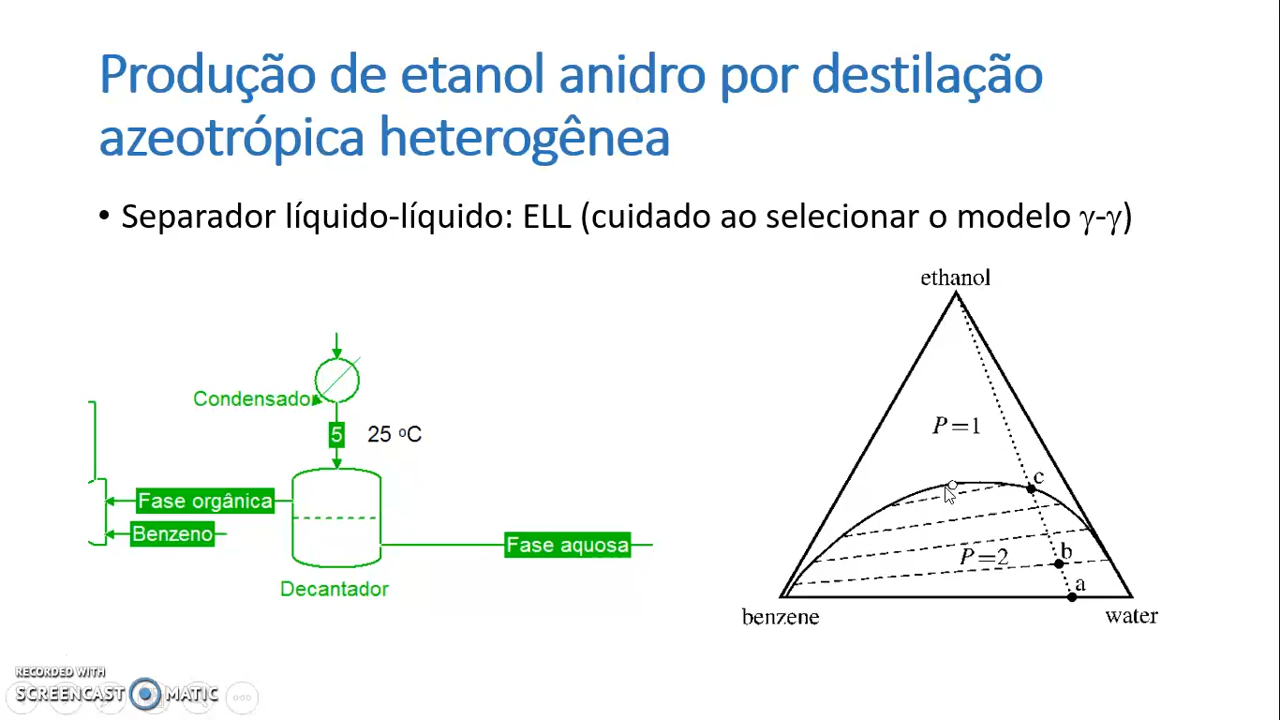 Produção de etanol anidro por destilação
azeotrópica heterogênea
• Separador líquido-líquido: ELL (cuidado ao selecionar o modelo γ-γ)
Condensador
5
25 ºC
Fase orgânica
Benzeno
Fase aquosa
Decantador
ethanol
P=1
c
P=2
b
a
benzene
water
RECORDED WITH
SCREENCAST MATIC